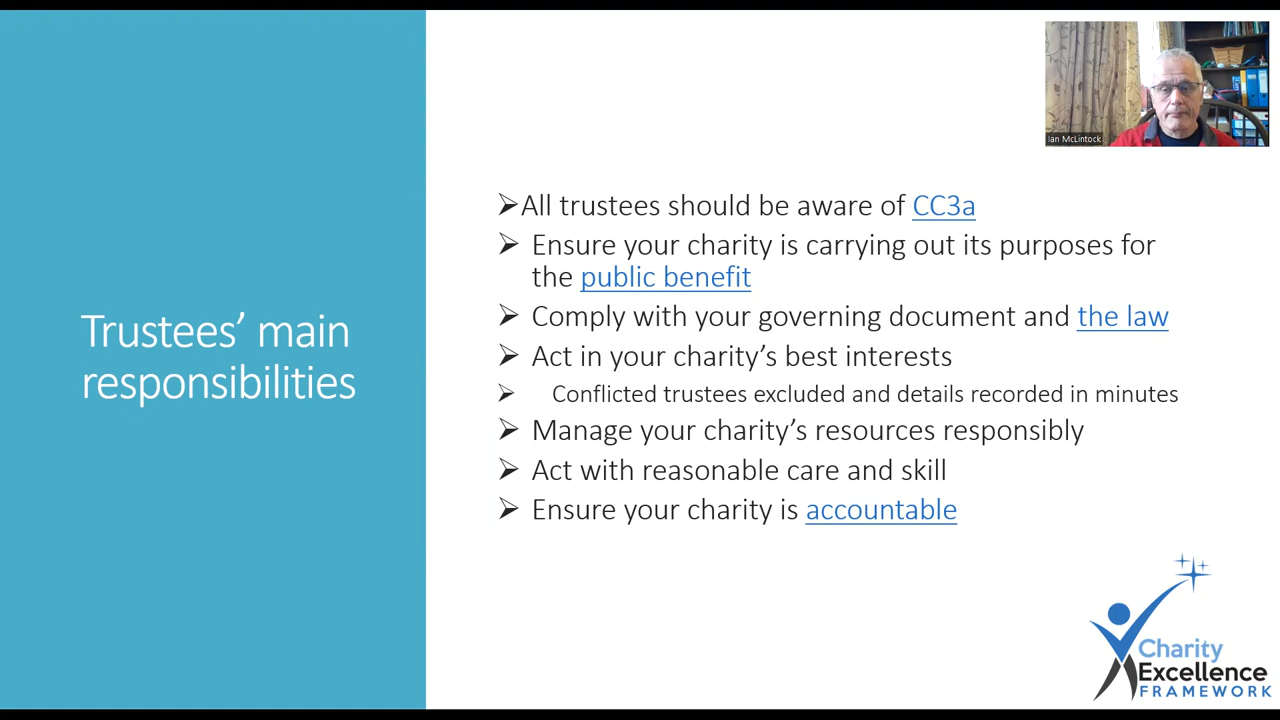 Ian McLintock
Trustees’ main
responsibilities
➢All trustees should be aware of CC3a
➢ Ensure your charity is carrying out its purposes for
the public benefit
➢ Comply with your governing document and the law
➢ Act in your charity’s best interests
➢ Conflicted trustees excluded and details recorded in minutes
➢ Manage your charity’s resources responsibly
➢ Act with reasonable care and skill
➢ Ensure your charity is accountable
Charity
Excellence
FRAMEWORK